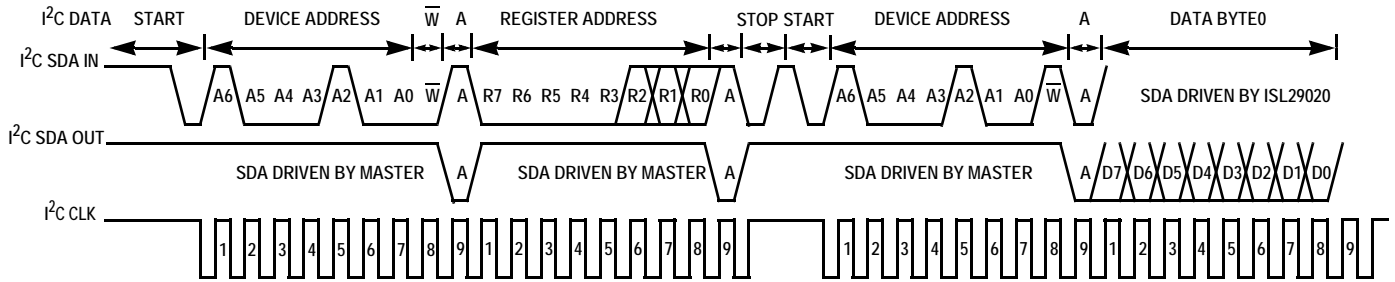 I²C DATA START DEVICE ADDRESS W̅ A REGISTER ADDRESS STOP START DEVICE ADDRESS A DATA BYTE0
I²C SDA IN
A6 A5 A4 A3 A2 A1 A0 W̅ A R7 R6 R5 R4 R3 R2 R1 R0 A A6 A5 A4 A3 A2 A1 A0 W̅ A SDA DRIVEN BY ISL29020
I²C SDA OUT
SDA DRIVEN BY MASTER A SDA DRIVEN BY MASTER A SDA DRIVEN BY MASTER A D7 D6 D5 D4 D3 D2 D1 D0
I²C CLK
1 2 3 4 5 6 7 8 9 1 2 3 4 5 6 7 8 9 1 2 3 4 5 6 7 8 9 1 2 3 4 5 6 7 8 9